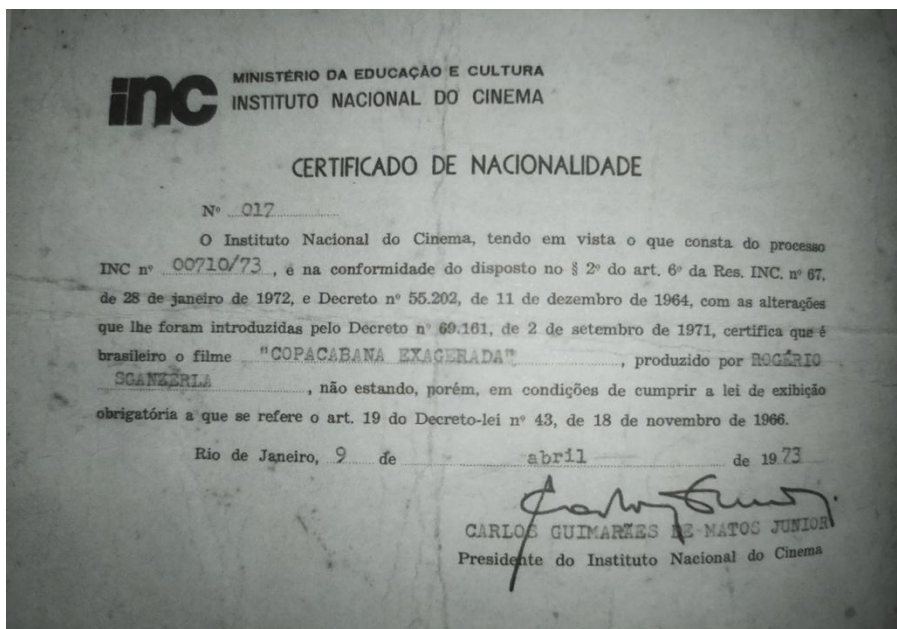 inc
MINISTÉRIO DA EDUCAÇÃO E CULTURA
INSTITUTO NACIONAL DO CINEMA
CERTIFICADO DE NACIONALIDADE
Nº 017
O Instituto Nacional do Cinema, tendo em vista o que consta do processo
INC nº 00710/73, e na conformidade do disposto no § 2º do art. 6º da Res. INC. nº 67,
de 28 de janeiro de 1972, e Decreto nº 55.202, de 11 de dezembro de 1964, com as alterações
que lhe foram introduzidas pelo Decreto nº 69.161, de 2 de setembro de 1971, certifica que é
brasileiro o filme "COPACABANA EXAGERADA", produzido por ROGÉRIO
SGANZERLA, não estando, porém, em condições de cumprir a lei de exibição
obrigatória a que se refere o art. 19 do Decreto-lei nº 43, de 18 de novembro de 1966.
Rio de Janeiro, 9 de abril de 1973
CARLOS GUIMARÃES DE MATOS JUNIOR
Presidente do Instituto Nacional do Cinema